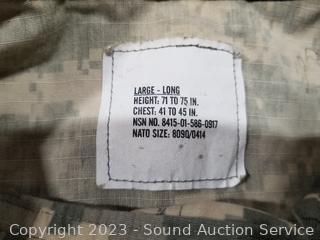 LARGE - LONG
HEIGHT: 71 TO 75 IN.
CHEST: 41 TO 45 IN.
NSN NO. 8415-01-586-0917
NATO SIZE: 8090/0414
Copyright 2023 - Sound Auction Service